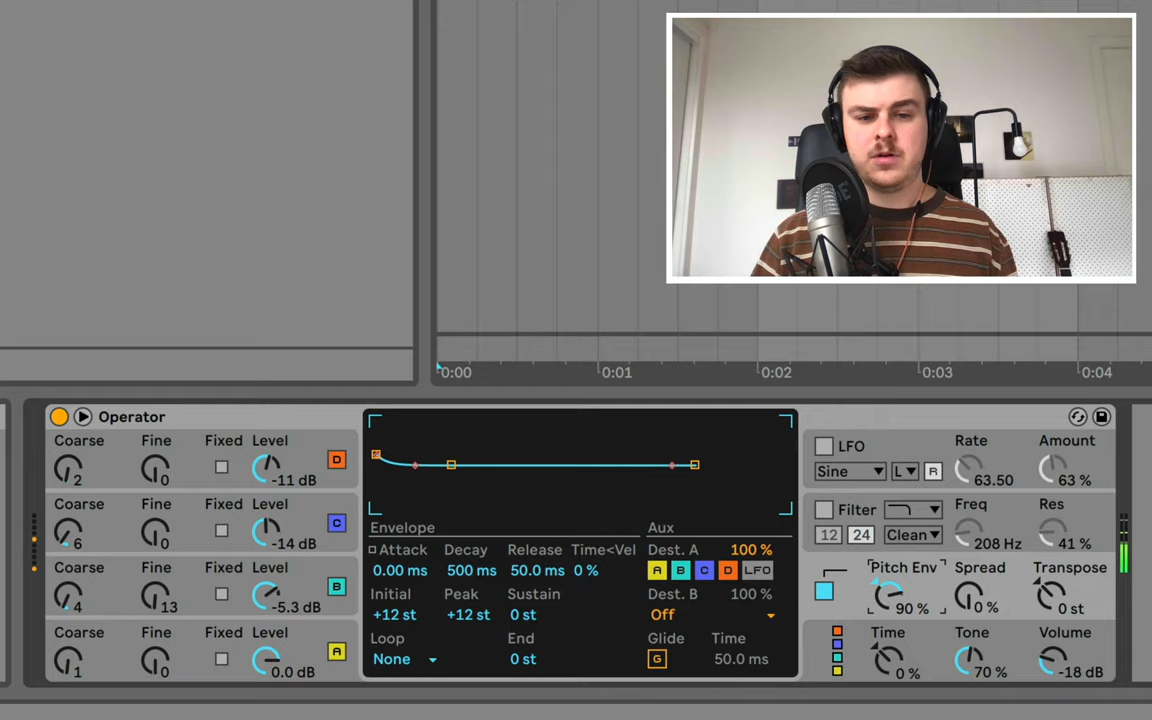 0:00 0:01 0:02 0:03 0:04
Operator
Coarse Fine Fixed Level
2 0 -11 dB D
Coarse Fine Fixed Level
6 0 -14 dB C
Coarse Fine Fixed Level
4 13 -5.3 dB B
Coarse Fine Fixed Level
1 0 0.0 dB A
Envelope
Attack Decay Release Time<Vel
0.00 ms 500 ms 50.0 ms 0 %
Initial Peak Sustain
+12 st +12 st 0 st
Loop End
None 0 st
Aux
Dest. A 100 %
A B C D LFO
Dest. B 100 %
Off
Glide Time
G 50.0 ms
LFO Rate Amount
Sine L R 63.50 63 %
Filter Freq Res
12 24 Clean 208 Hz 41 %
Pitch Env Spread Transpose
90 % 0 % 0 st
Time Tone Volume
0 % 70 % -18 dB